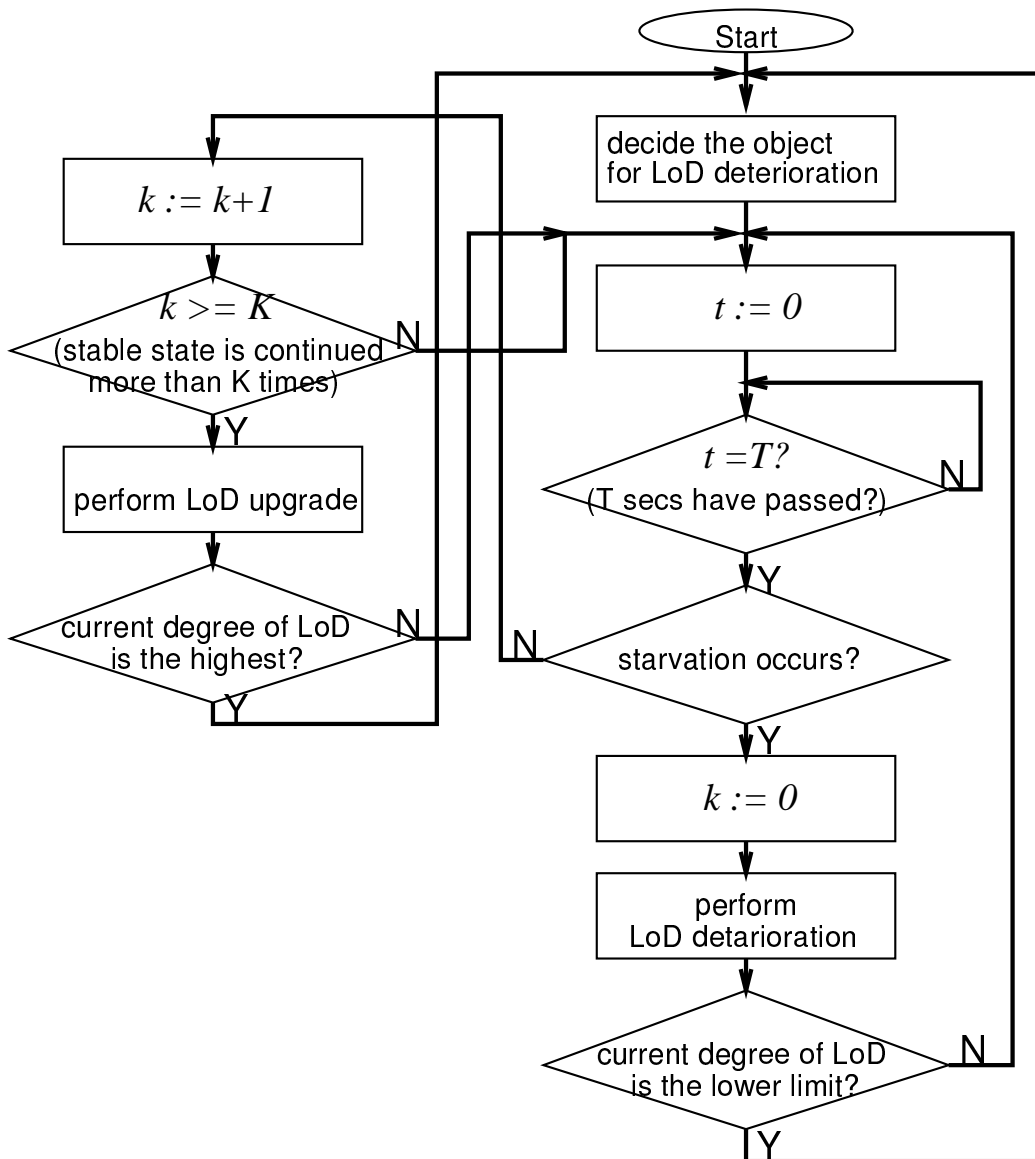 Start
decide the object
for LoD deterioration
t := 0
t =T?
(T secs have passed?)
N
Y
starvation occurs?
N
Y
k := 0
perform
LoD detarioration
current degree of LoD
is the lower limit?
N
Y
k := k+1
k >= K
(stable state is continued
more than K times)
N
Y
perform LoD upgrade
current degree of LoD
is the highest?
N
Y